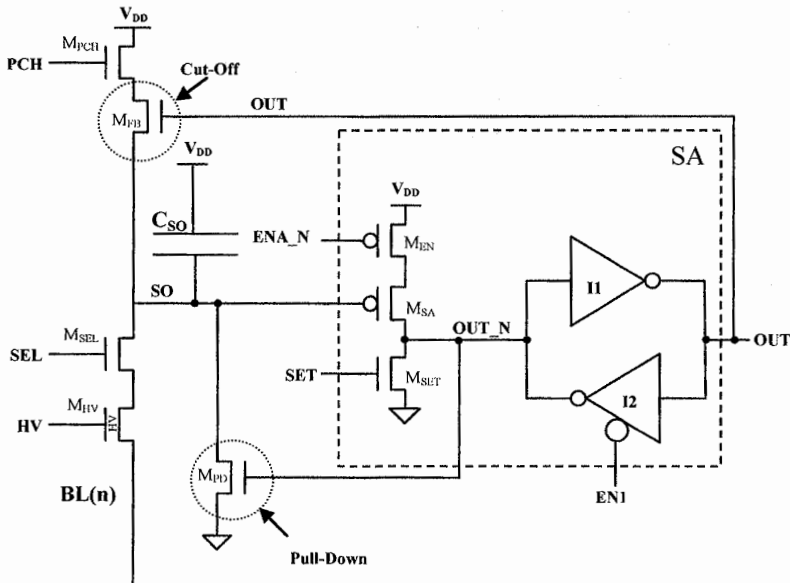 VDD
MPCH
PCH
Cut-Off
OUT
MFB
SA
VDD
VDD
CSO
ENA_N
MEN
I1
SO
MSA
OUT_N
OUT
MSEL
SEL
SET
MSET
I2
MHV
HV
HV
MPD
BL(n)
EN1
Pull-Down